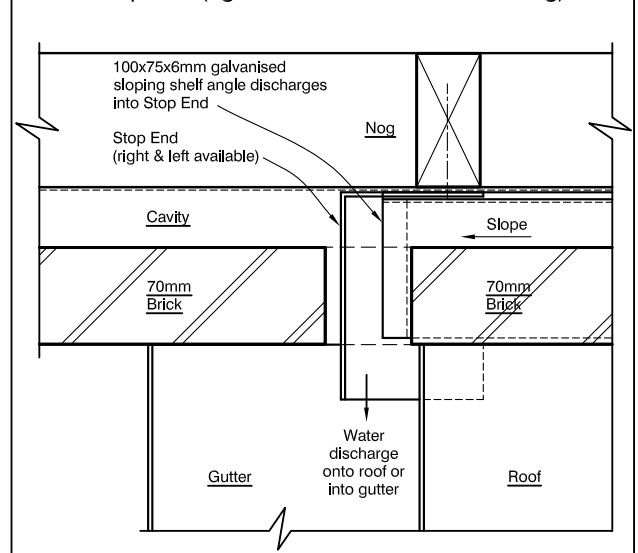 100x75x6mm galvanised
sloping shelf angle discharges
into Stop End
Nog
Stop End
(right & left available)
Cavity
Slope
70mm
Brick
70mm
Brick
Water
discharge
onto roof or
into gutter
Gutter
Roof